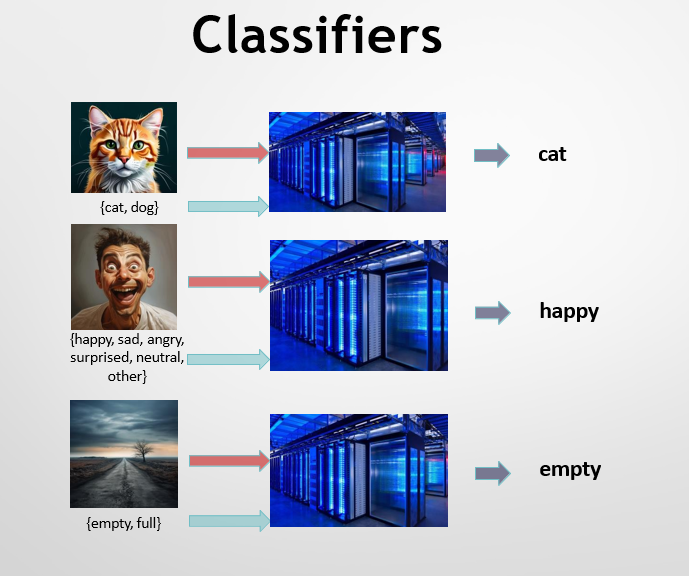 Classifiers
cat
{cat, dog}
{happy, sad, angry,
surprised, neutral,
other}
happy
empty
{empty, full}